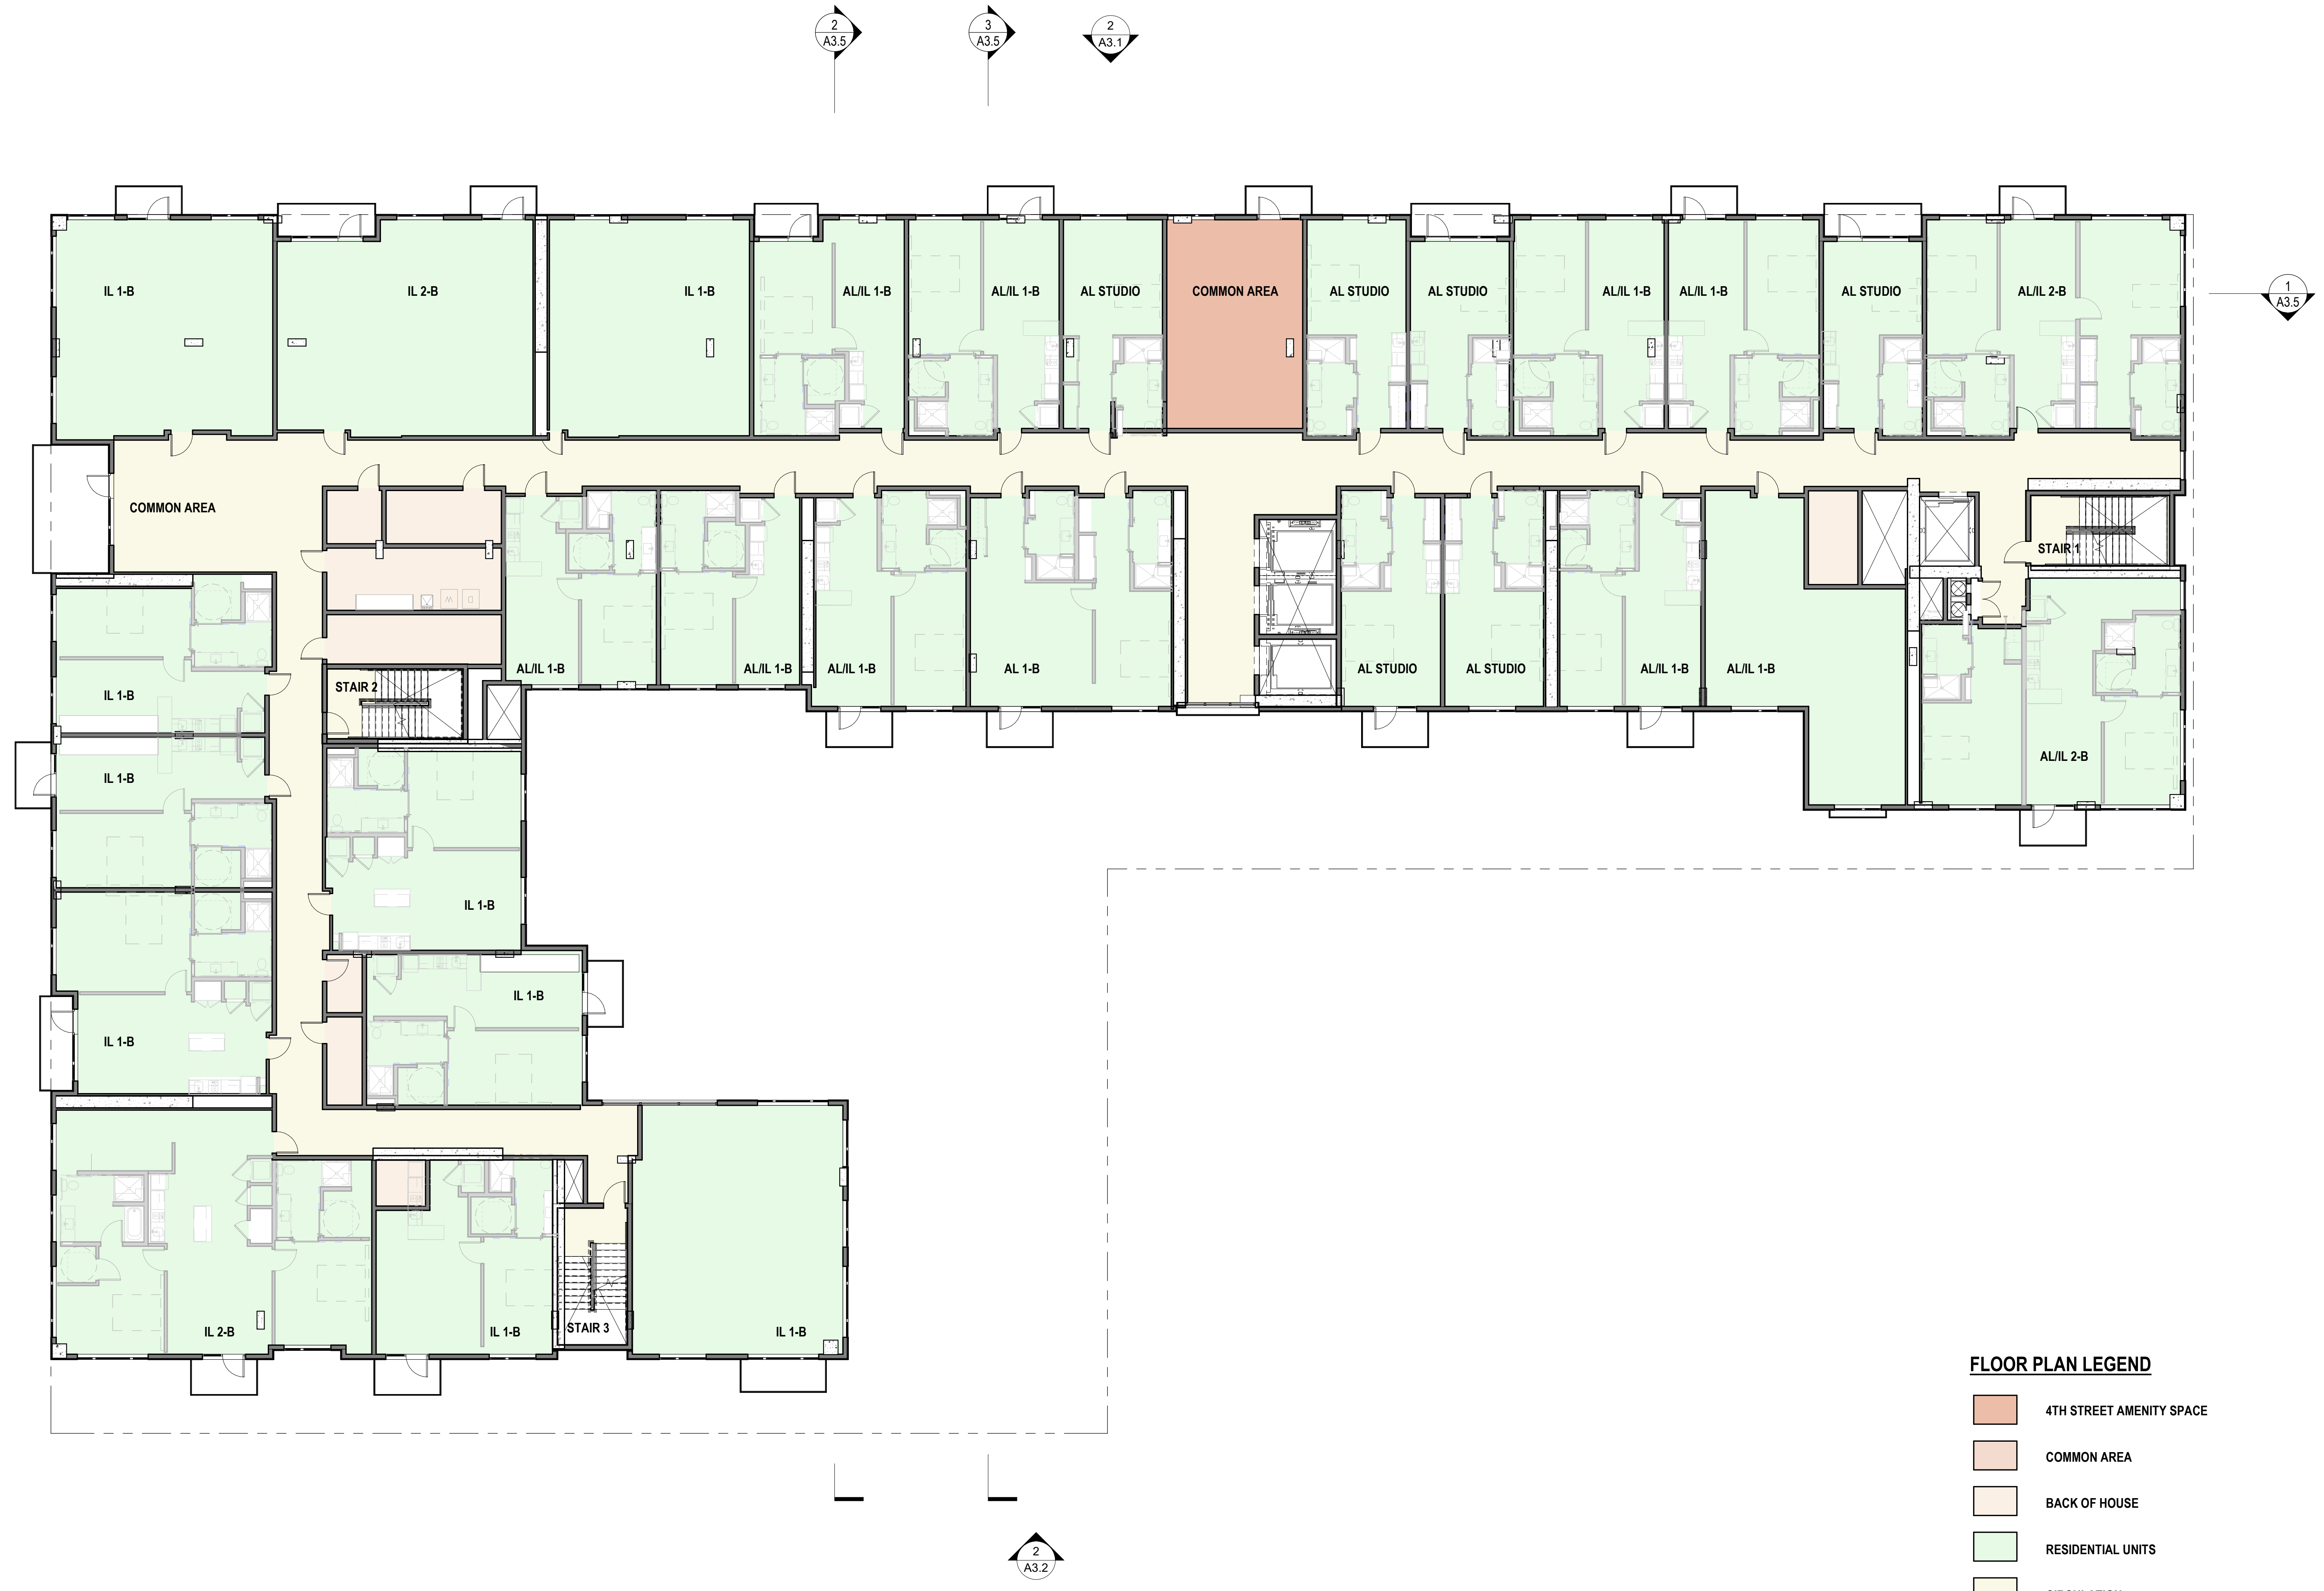 2
A3.5
3
A3.5
2
A3.1
IL 1-B
IL 2-B
IL 1-B
AL/IL 1-B
AL/IL 1-B
AL STUDIO
COMMON AREA
AL STUDIO
AL STUDIO
AL/IL 1-B
AL/IL 1-B
AL STUDIO
AL/IL 2-B
1
A3.5
COMMON AREA
STAIR 1
W
D
AL/IL 1-B
AL/IL 1-B
AL/IL 1-B
AL 1-B
AL STUDIO
AL STUDIO
AL/IL 1-B
AL/IL 1-B
STAIR 2
IL 1-B
AL/IL 2-B
IL 1-B
IL 1-B
IL 1-B
IL 1-B
IL 2-B
IL 1-B
STAIR 3
IL 1-B
FLOOR PLAN LEGEND
4TH STREET AMENITY SPACE
COMMON AREA
BACK OF HOUSE
RESIDENTIAL UNITS
2
A3.2